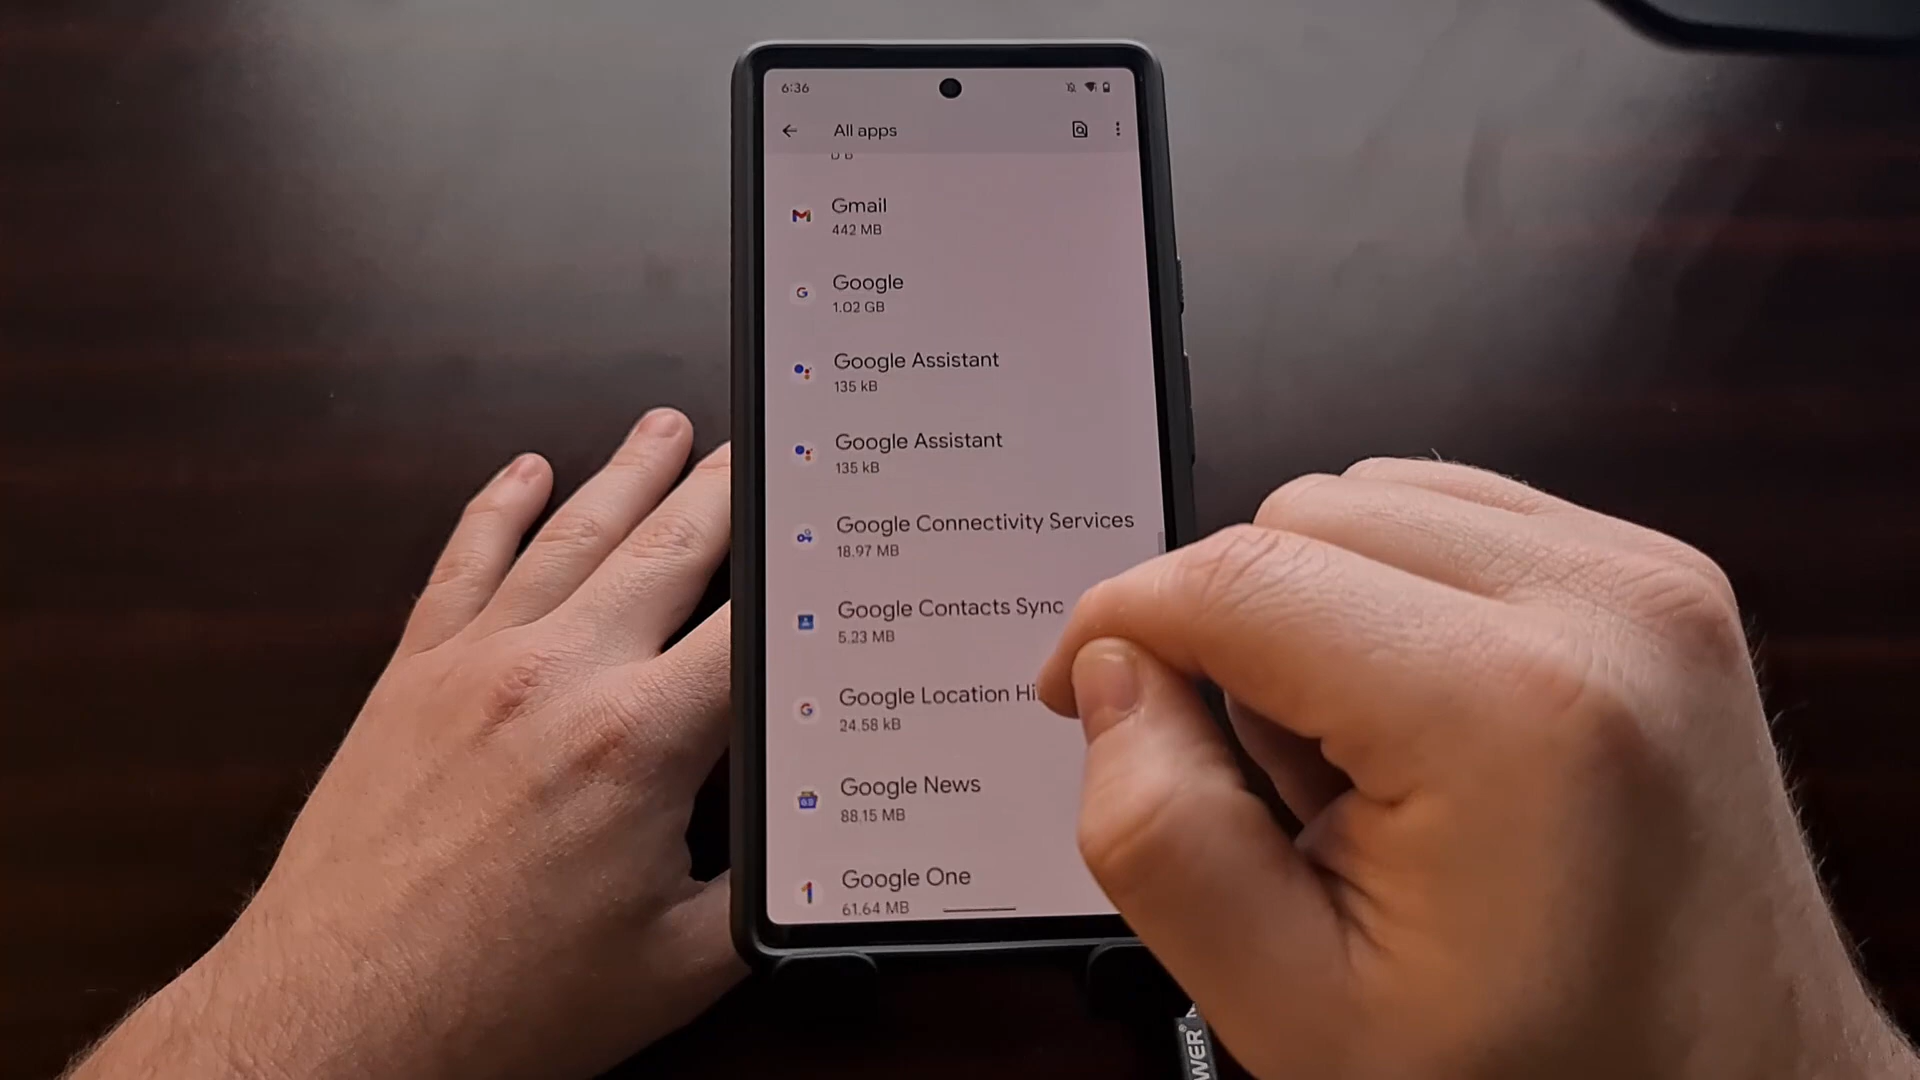 6:36
All apps
Gmail
442 MB
Google
1.02 GB
Google Assistant
135 kB
Google Assistant
135 kB
Google Connectivity Services
18.97 MB
Google Contacts Sync
5.23 MB
Google Location Hi
24.58 kB
Google News
88.15 MB
Google One
61.64 MB
WER®